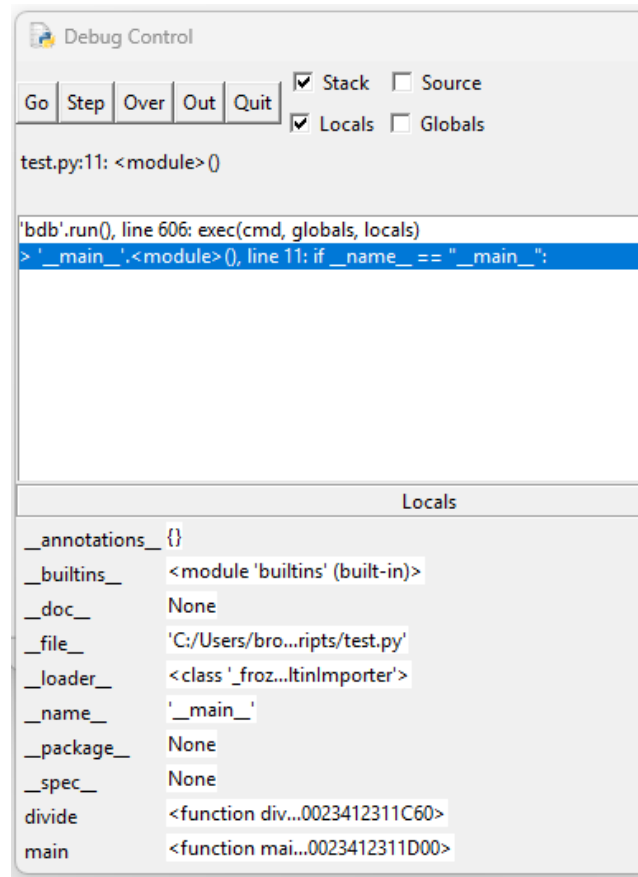 Debug Control
Go Step Over Out Quit Stack Source
Locals Globals
test.py:11: <module>()
'bdb'.run(), line 606: exec(cmd, globals, locals)
> '__main__'.<module>(), line 11: if __name__ == "__main__":
Locals
__annotations__ {}
__builtins__ <module 'builtins' (built-in)>
__doc__ None
__file__ 'C:/Users/bro...ripts/test.py'
__loader__ <class '_froz...ltinImporter'>
__name__ '__main__'
__package__ None
__spec__ None
divide <function div...0023412311C60>
main <function mai...0023412311D00>